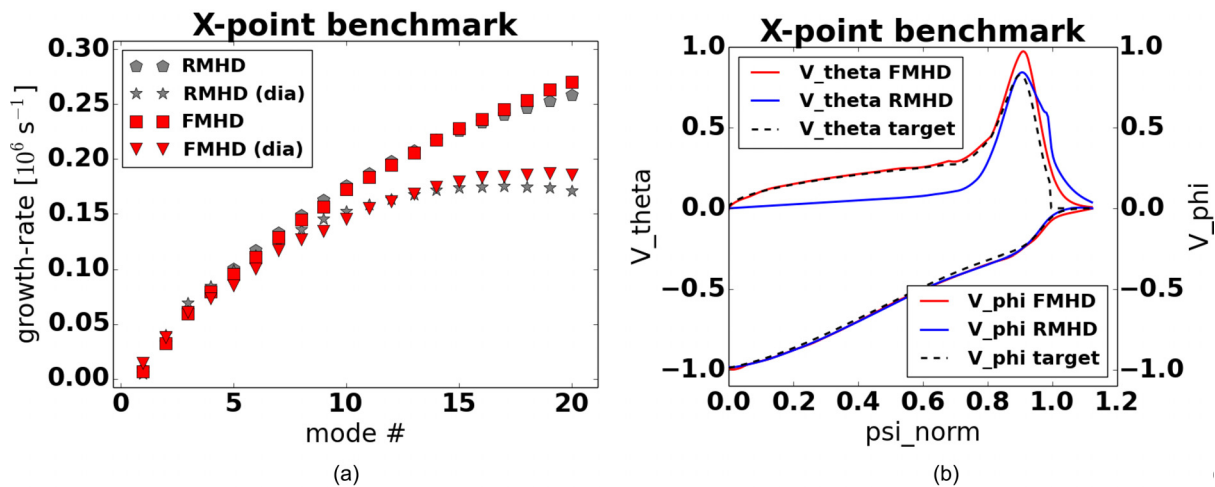 X-point benchmark
growth-rate [10⁶ s⁻¹]
0.30
0.25
0.20
0.15
0.10
0.05
0.00
RMHD
RMHD (dia)
FMHD
FMHD (dia)
0
5
10
15
20
mode #
(a)
X-point benchmark
V_theta
1.0
0.5
0.0
−0.5
−1.0
V_theta FMHD
V_theta RMHD
V_theta target
V_phi FMHD
V_phi RMHD
V_phi target
1.0
0.5
0.0
−0.5
−1.0
V_phi
0.0
0.2
0.4
0.6
0.8
1.0
1.2
psi_norm
(b)